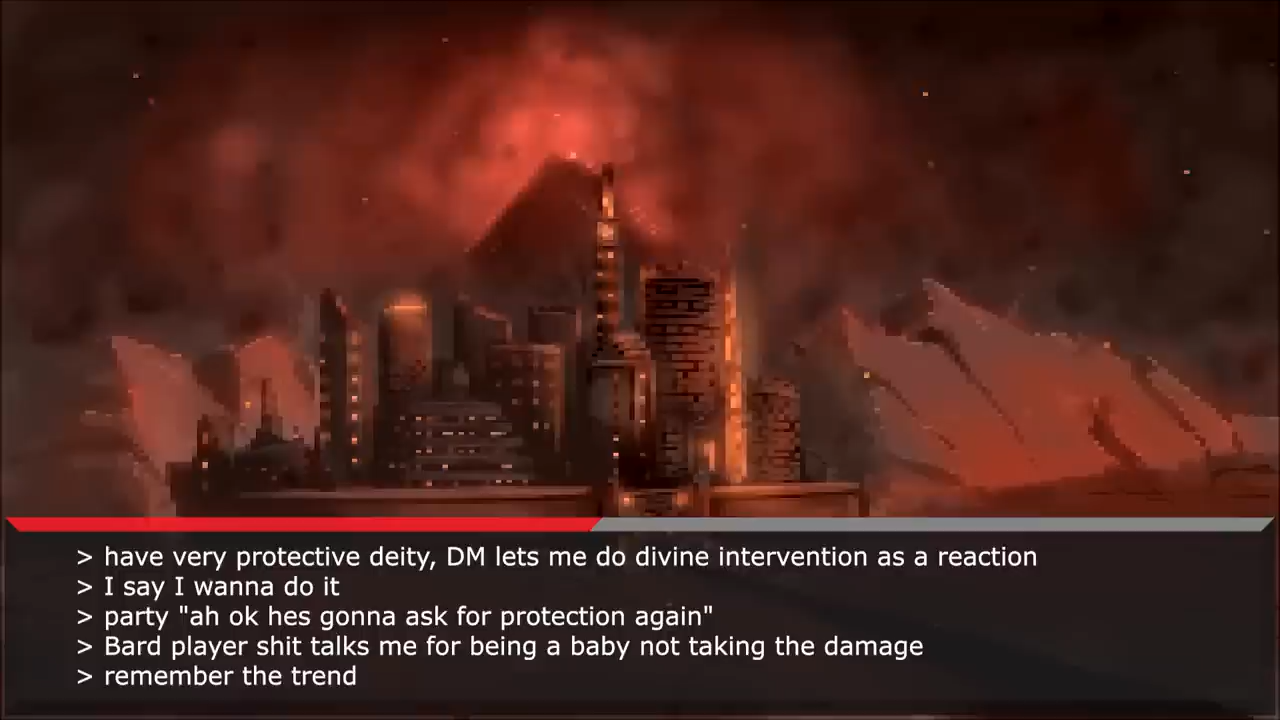 > have very protective deity, DM lets me do divine intervention as a reaction
> I say I wanna do it
> party "ah ok hes gonna ask for protection again"
> Bard player shit talks me for being a baby not taking the damage
> remember the trend